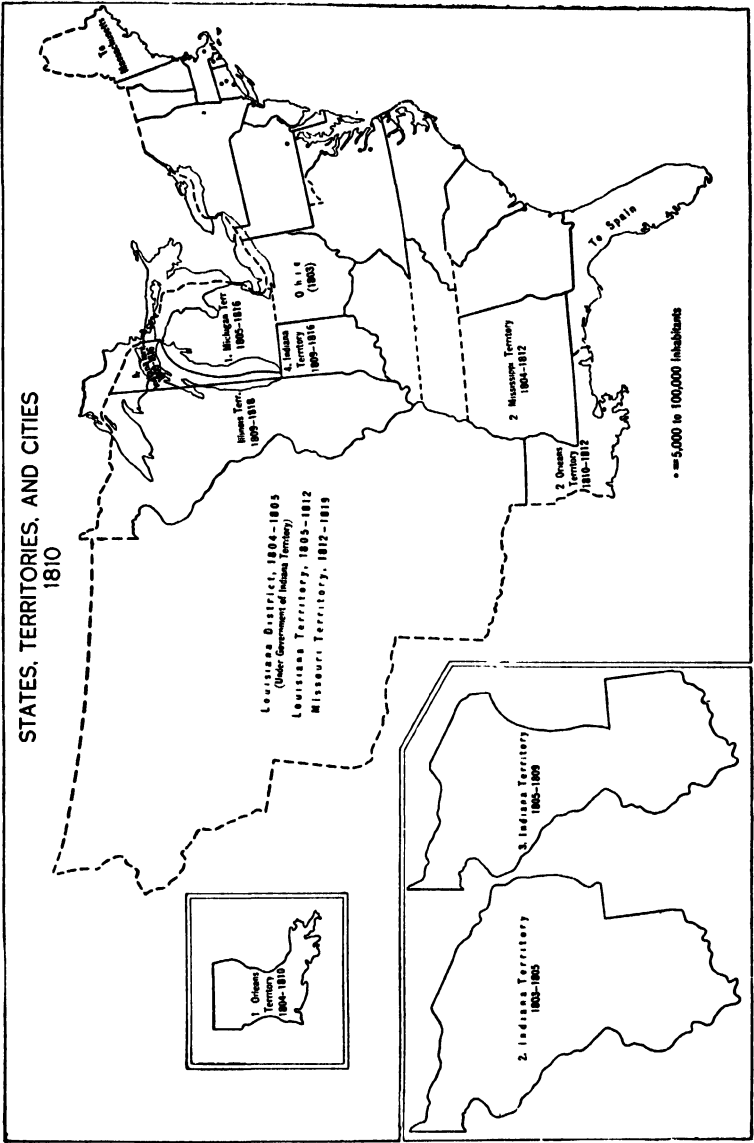 STATES, TERRITORIES, AND CITIES
1810
To
Louisiana District, 1804-1805
(Under Government of Indiana Territory)
Louisiana Territory, 1805-1812
Missouri Territory, 1812-1819
Illinois Terr.
1809-1818
1. Michigan Terr
1805-1816
4. Indiana
Territory
1809-1816
Ohio
(1803)
2 Mississippi Territory
1804-1812
2 Orleans
Territory
1810-1812
To Spain
• = 5,000 to 100,000 inhabitants
1 Orleans
Territory
1804-1810
2. Indiana Territory
1803-1805
3. Indiana Territory
1805-1809